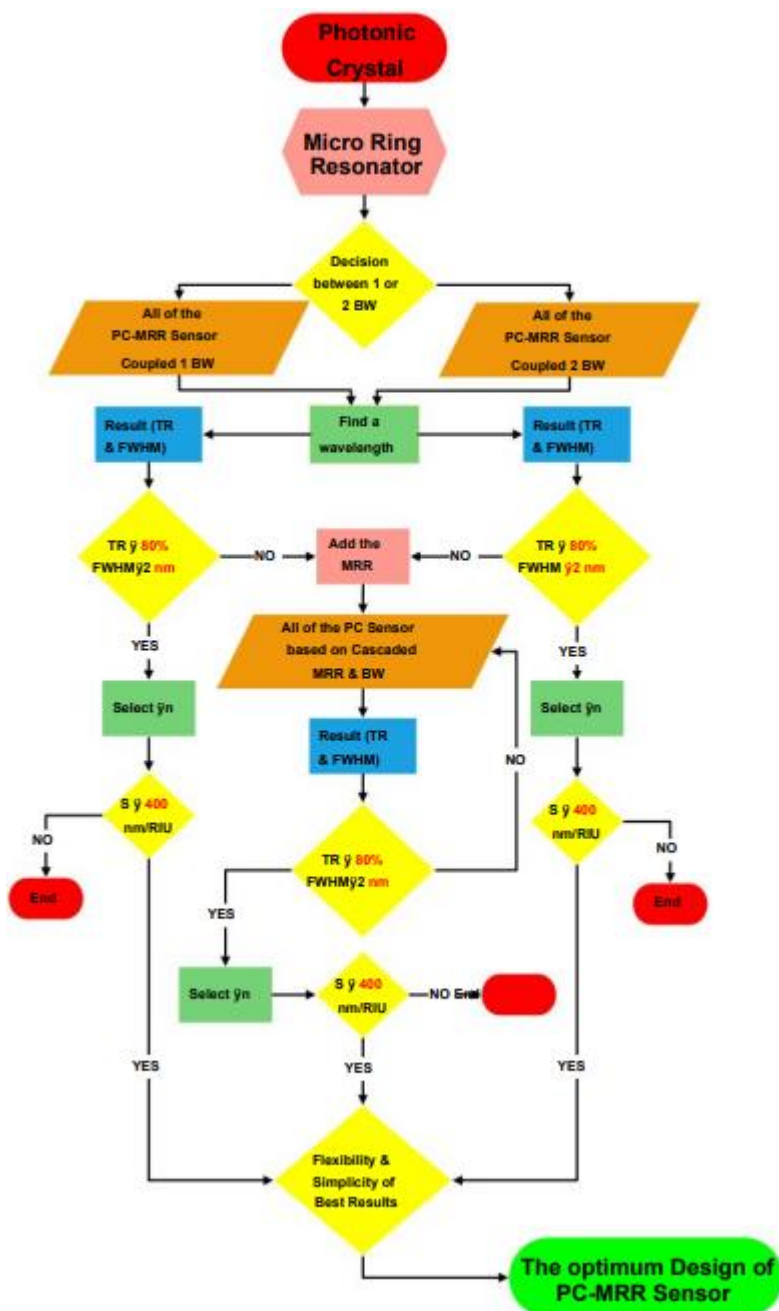 Photonic
Crystal
Micro Ring
Resonator
Decision
between 1 or
2 BW
All of the
PC-MRR Sensor
Coupled 1 BW
All of the
PC-MRR Sensor
Coupled 2 BW
Result (TR
& FWHM)
Find a
wavelength
Result (TR
& FWHM)
TR ÿ 80%
FWHMÿ2 nm
NO
Add the
MRR
NO
TR ÿ 80%
FWHM ÿ2 nm
YES
All of the PC Sensor
based on Cascaded
MRR & BW
YES
Select ÿn
Result (TR
& FWHM)
NO
Select ÿn
S ÿ 400
nm/RIU
NO
End
TR ÿ 80%
FWHMÿ2 nm
S ÿ 400
nm/RIU
NO
End
YES
Select ÿn
S ÿ 400
nm/RIU
NO End
YES
YES
YES
Flexibility &
Simplicity of
Best Results
The optimum Design of
PC-MRR Sensor